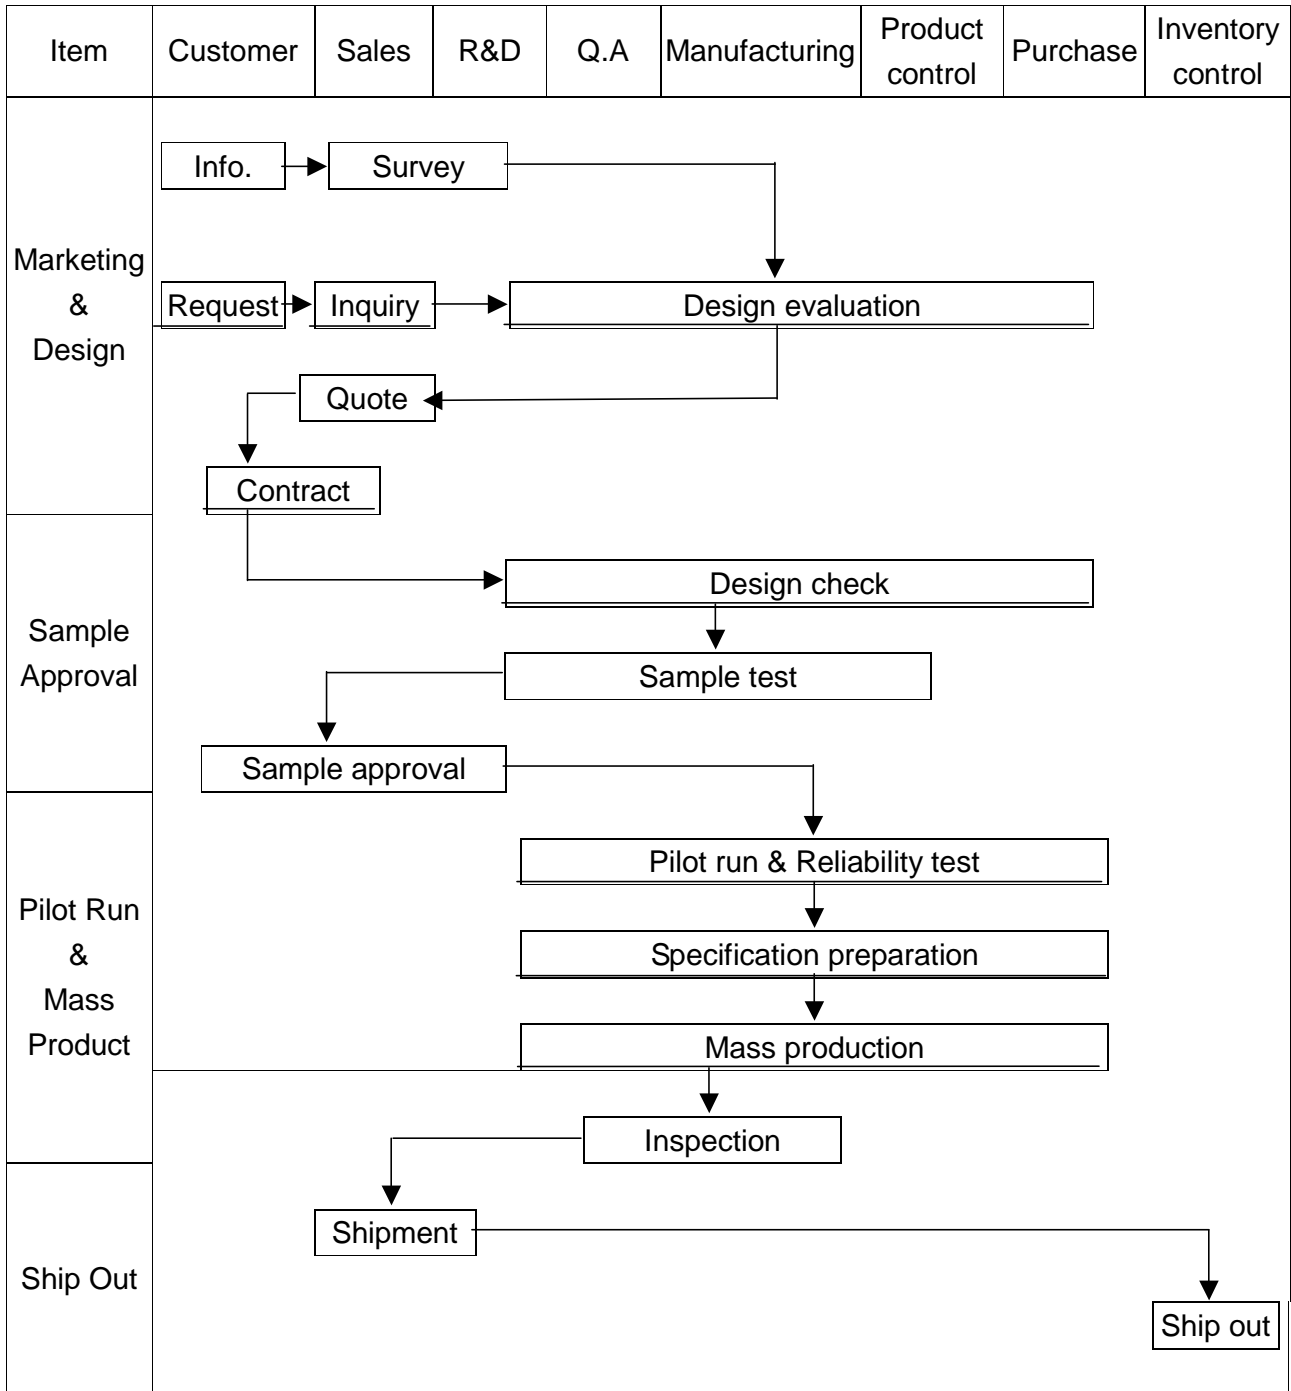 Item
Customer
Sales
R&D
Q.A
Manufacturing
Product
control
Purchase
Inventory
control
Marketing
&
Design
Info.
Survey
Request
Inquiry
Design evaluation
Quote
Contract
Sample
Approval
Design check
Sample test
Sample approval
Pilot Run
&
Mass
Product
Pilot run & Reliability test
Specification preparation
Mass production
Inspection
Ship Out
Shipment
Ship out